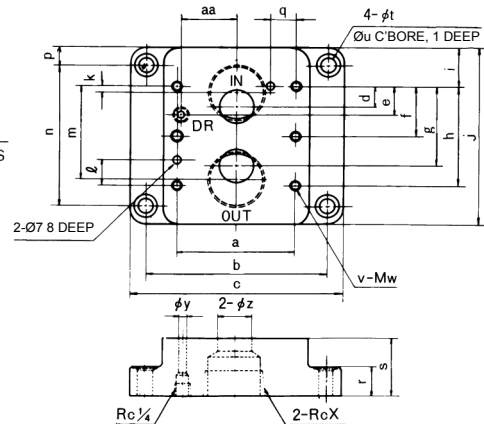 aa
q
4-φt
Øu C'BORE, 1 DEEP
p
k
IN
i
d
e
f
g
h
j
n
m
DR
S
ℓ
2-Ø7 8 DEEP
OUT
a
b
c
v-Mw
φy
2-φz
r
s
Rc¼
2-RcX